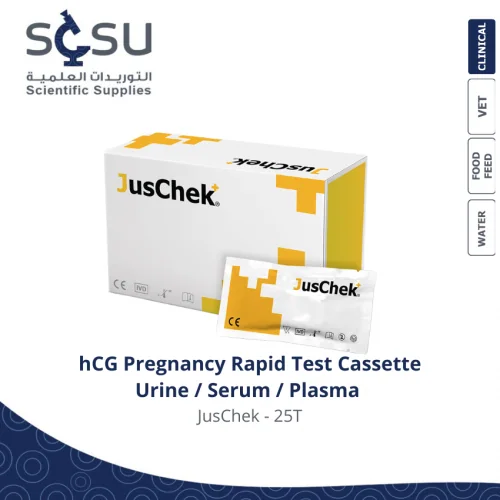 SCSU
التوريدات العلمية
Scientific Supplies
CLINICAL
VET
FOOD
FEED
WATER
JusChek
JusChek
CE IVD
JusChek
CE
hCG Pregnancy Rapid Test Cassette
Urine / Serum / Plasma
JusChek - 25T